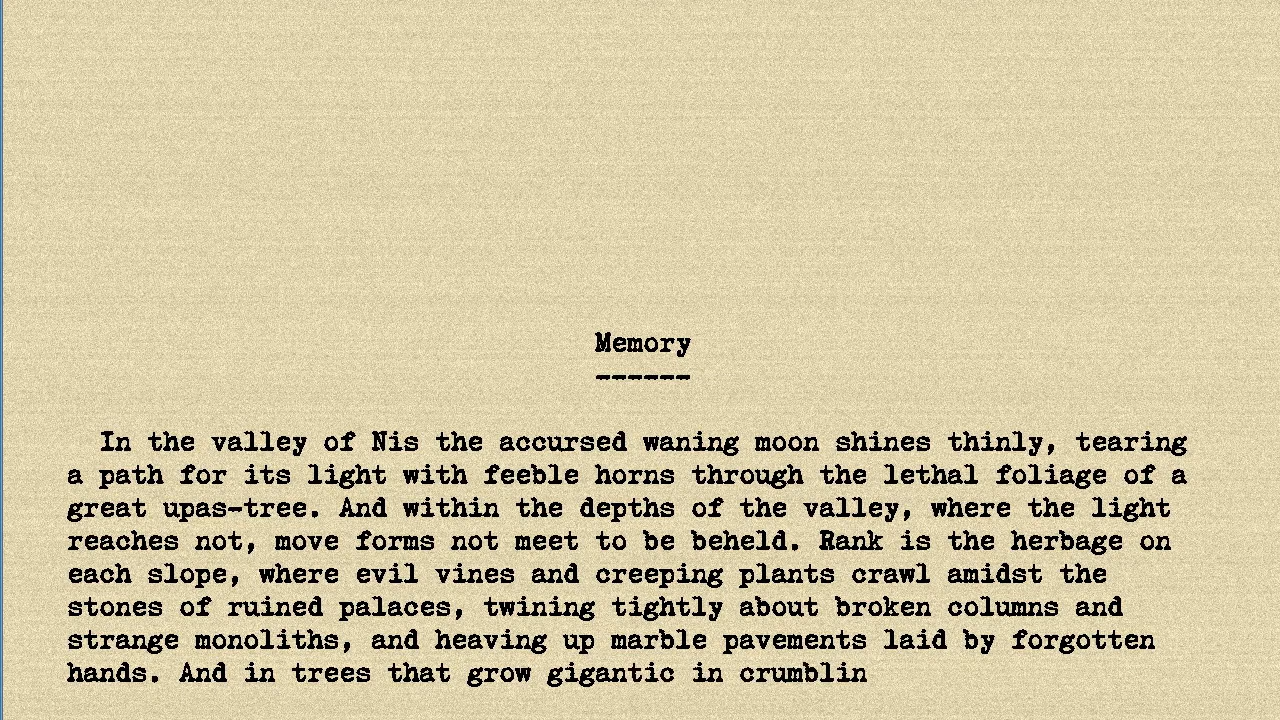 Memory
------
In the valley of Nis the accursed waning moon shines thinly, tearing
a path for its light with feeble horns through the lethal foliage of a
great upas-tree. And within the depths of the valley, where the light
reaches not, move forms not meet to be beheld. Rank is the herbage on
each slope, where evil vines and creeping plants crawl amidst the
stones of ruined palaces, twining tightly about broken columns and
strange monoliths, and heaving up marble pavements laid by forgotten
hands. And in trees that grow gigantic in crumblin